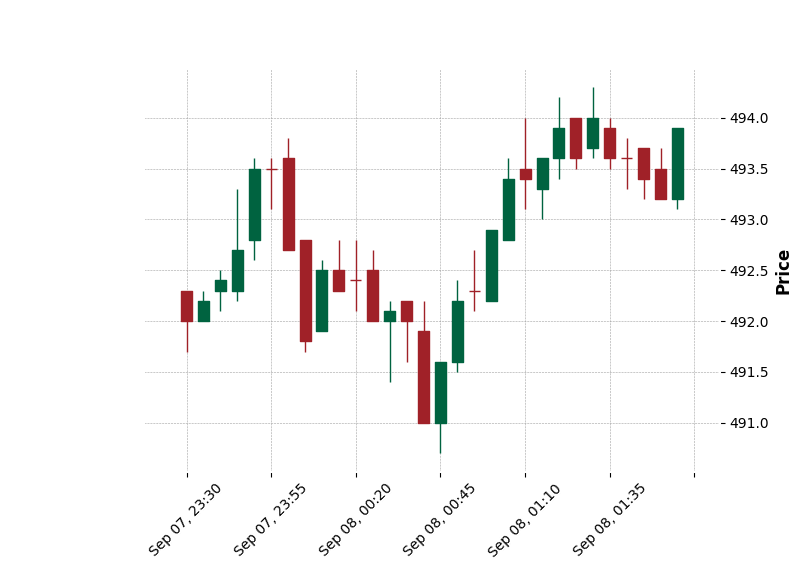 494.0
493.5
493.0
492.5
492.0
491.5
491.0
Price
Sep 07, 23:30
Sep 07, 23:55
Sep 08, 00:20
Sep 08, 00:45
Sep 08, 01:10
Sep 08, 01:35